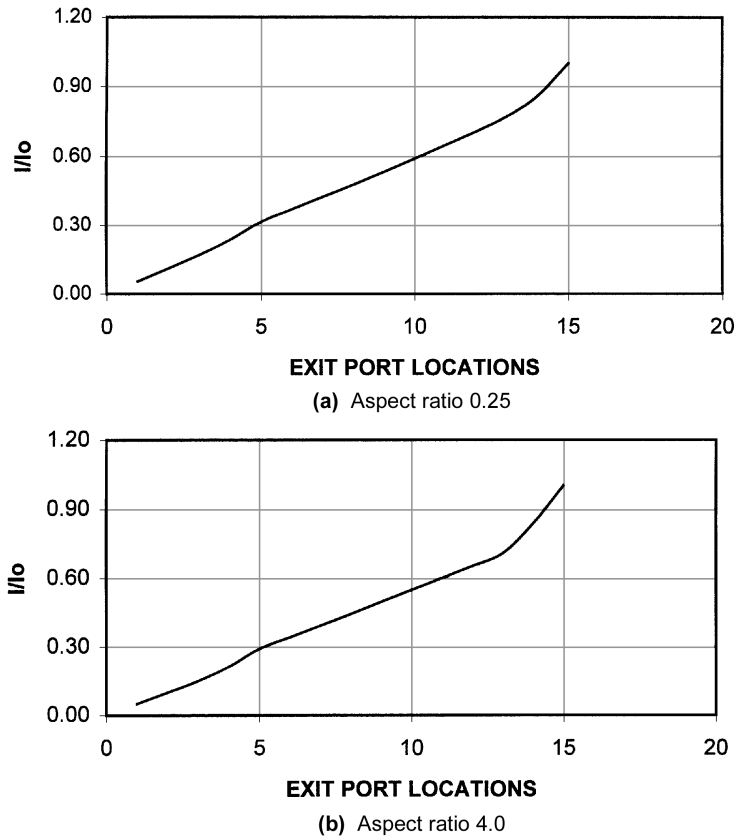 1.20
0.90
0.60
0.30
0.00
I/Io
0 5 10 15 20
EXIT PORT LOCATIONS
(a) Aspect ratio 0.25
1.20
0.90
0.60
0.30
0.00
I/Io
0 5 10 15 20
EXIT PORT LOCATIONS
(b) Aspect ratio 4.0